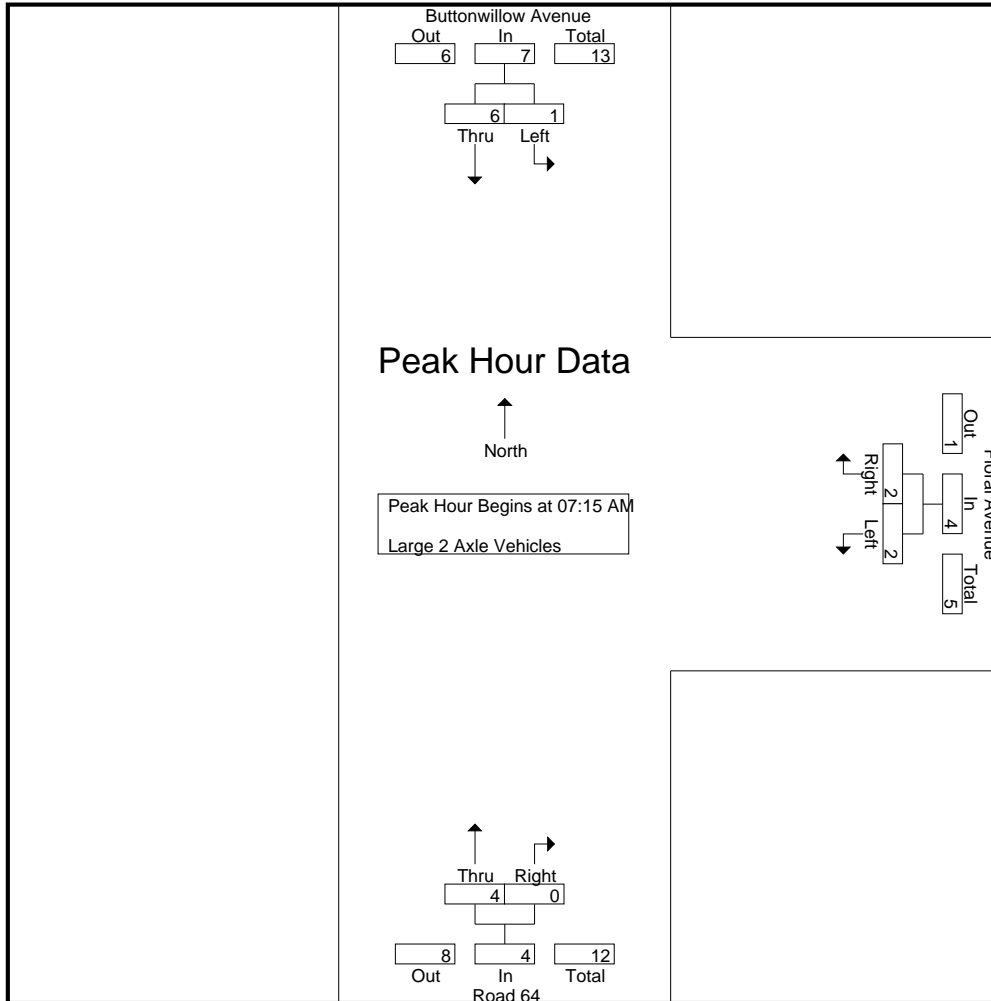 Buttonwillow Avenue
Out In Total
6 7 13
6 1
Thru Left
Peak Hour Data
North
Peak Hour Begins at 07:15 AM
Large 2 Axle Vehicles
Floral Avenue
Out In Total
1 4 5
2 2
Right Left
Thru Right
4 0
8 4 12
Out In Total
Road 64